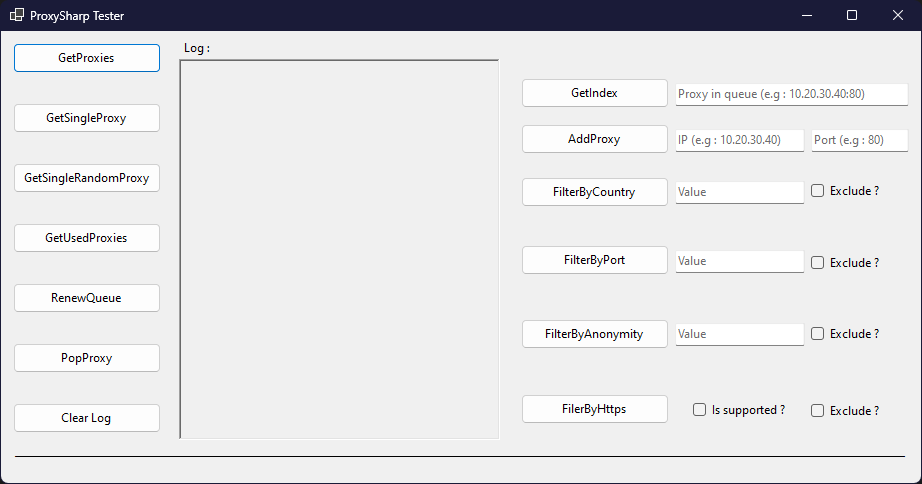 ProxySharp Tester
GetProxies
GetSingleProxy
GetSingleRandomProxy
GetUsedProxies
RenewQueue
PopProxy
Clear Log
Log :
GetIndex Proxy in queue (e.g : 10.20.30.40:80)
AddProxy IP (e.g : 10.20.30.40) Port (e.g : 80)
FilterByCountry Value Exclude ?
FilterByPort Value Exclude ?
FilterByAnonymity Value Exclude ?
FilerByHttps Is supported ? Exclude ?